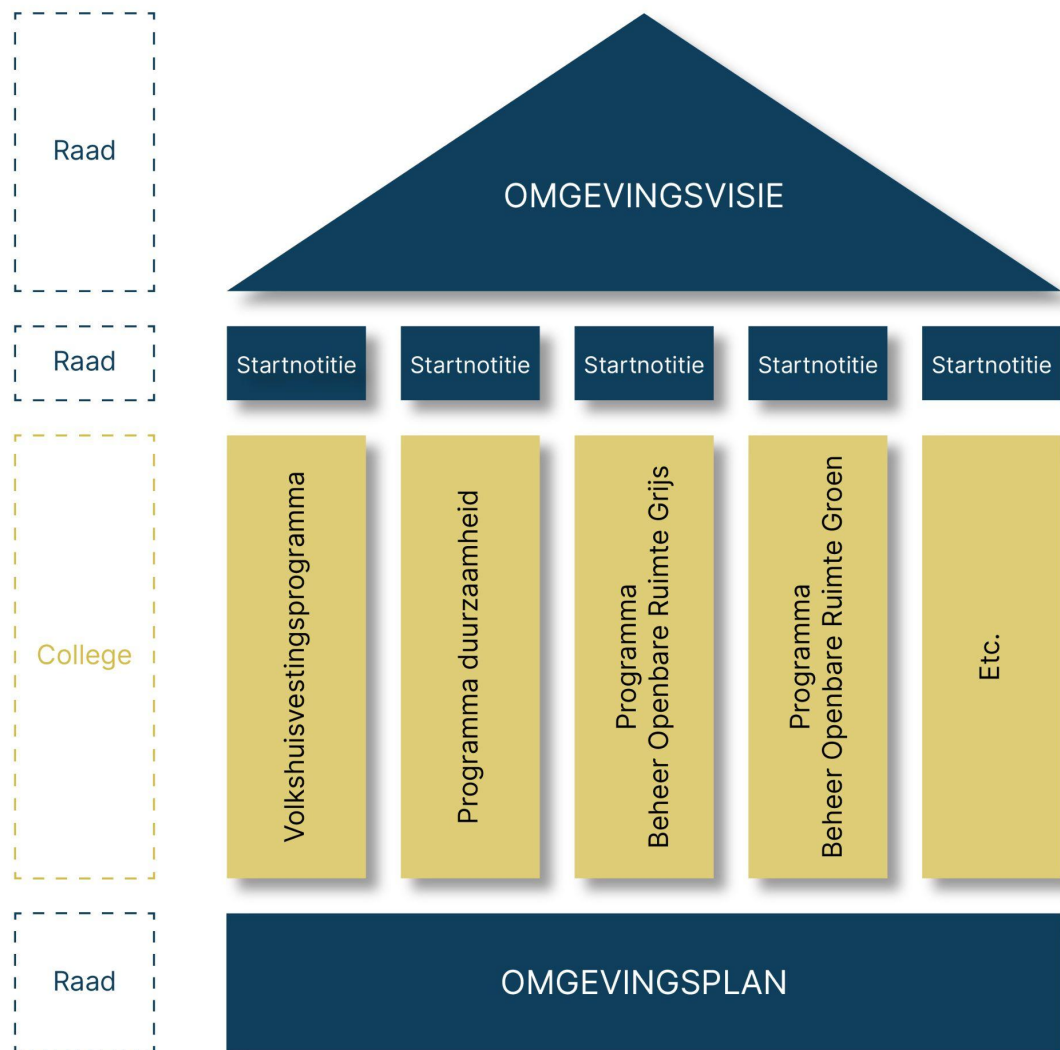 Raad
OMGEVINGSVISIE
Raad
Startnotitie
Startnotitie
Startnotitie
Startnotitie
Startnotitie
College
Volkshuisvestingsprogramma
Programma duurzaamheid
Programma
Beheer Openbare Ruimte Grijs
Programma
Beheer Openbare Ruimte Groen
Etc.
Raad
OMGEVINGSPLAN